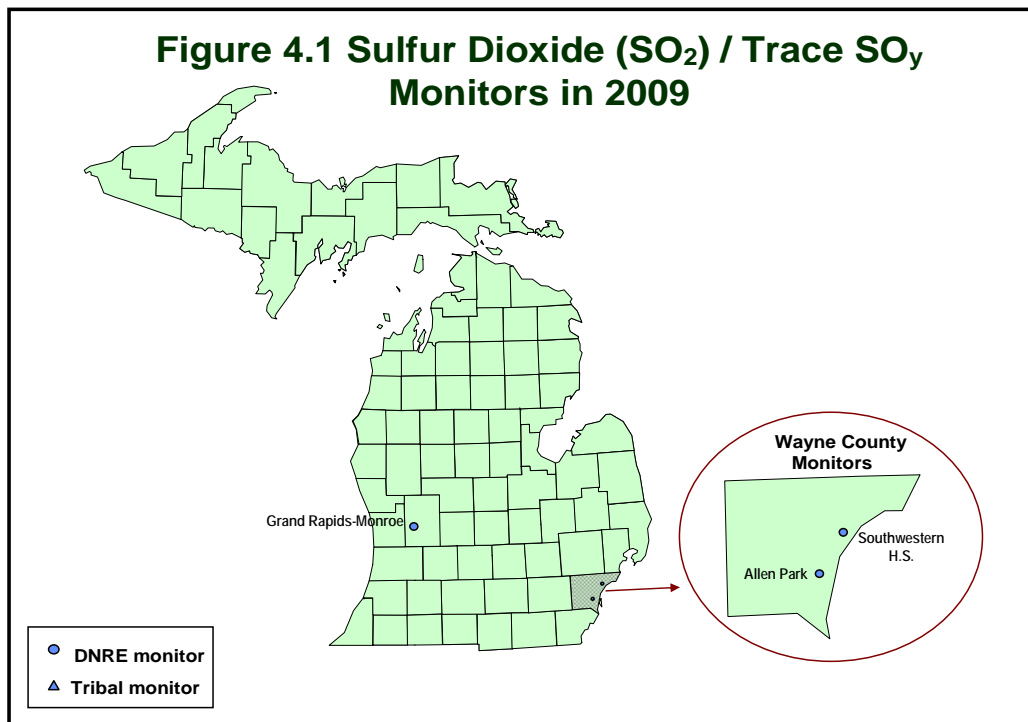 Figure 4.1 Sulfur Dioxide (SO₂) / Trace SOy
Monitors in 2009
Wayne County
Monitors
Grand Rapids-Monroe
Southwestern
H.S.
Allen Park
DNRE monitor
Tribal monitor